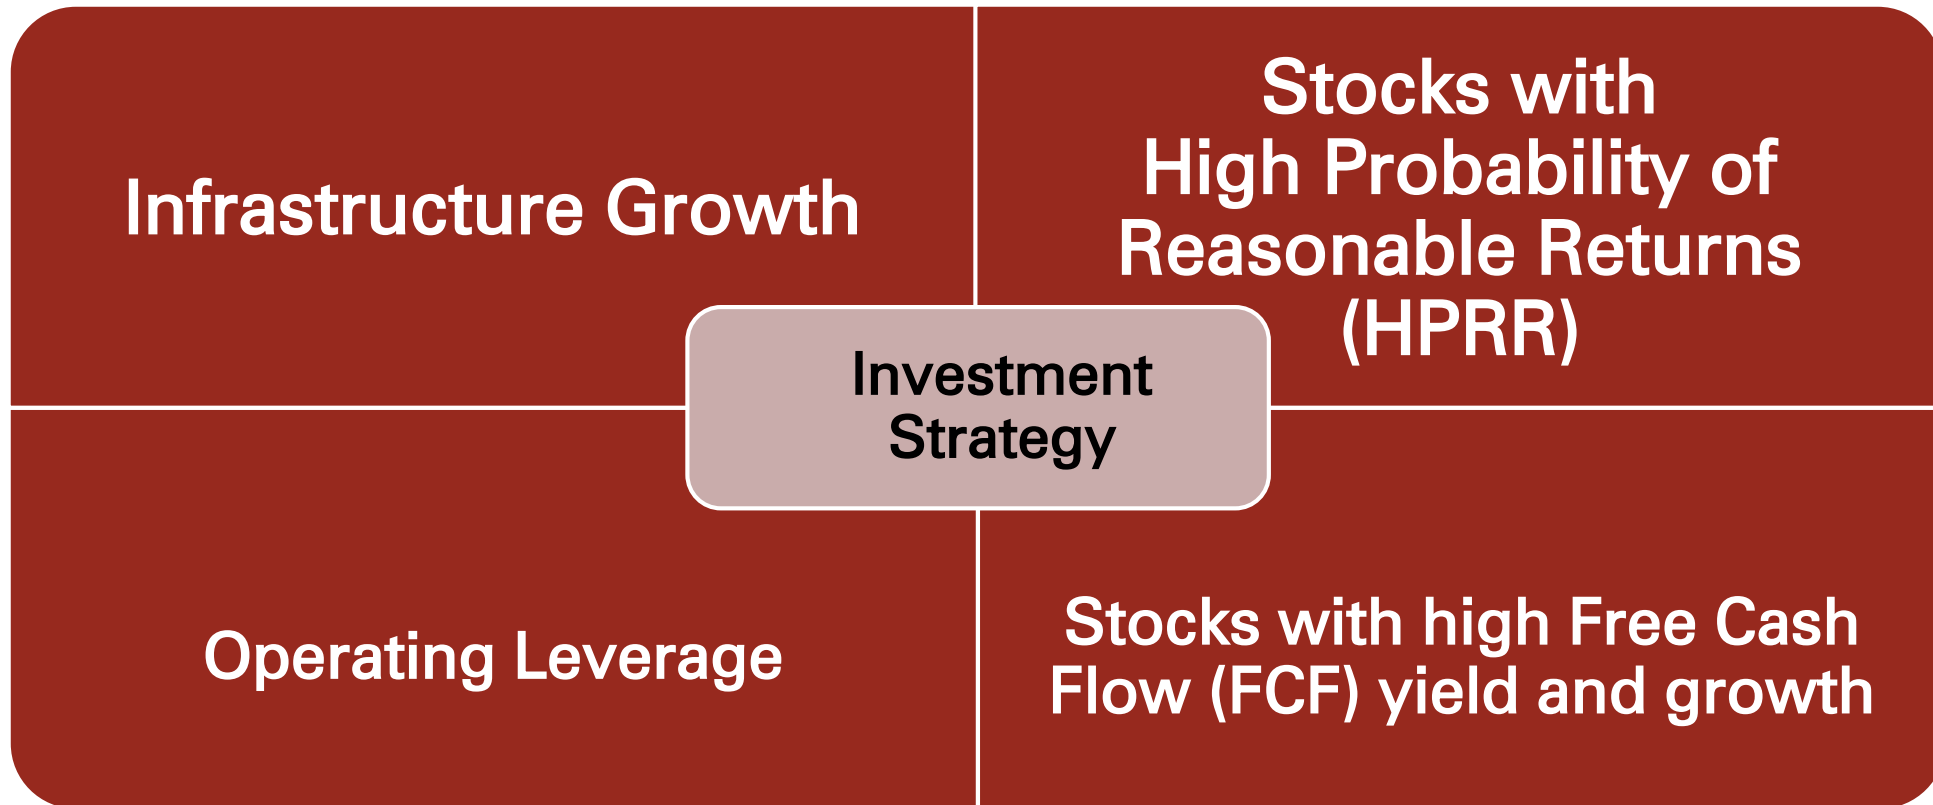 Infrastructure Growth
Stocks with
High Probability of
Reasonable Returns
(HPRR)
Investment
Strategy
Operating Leverage
Stocks with high Free Cash
Flow (FCF) yield and growth